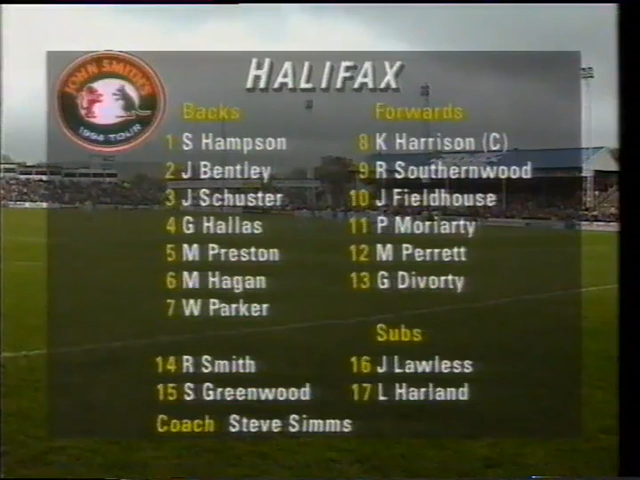 JOHN SMITH'S
1994 TOUR
HALIFAX
Backs
1 S Hampson
2 J Bentley
3 J Schuster
4 G Hallas
5 M Preston
6 M Hagan
7 W Parker
Forwards
8 K Harrison (C)
9 R Southernwood
10 J Fieldhouse
11 P Moriarty
12 M Perrett
13 G Divorty
Subs
14 R Smith
15 S Greenwood
16 J Lawless
17 L Harland
Coach Steve Simms